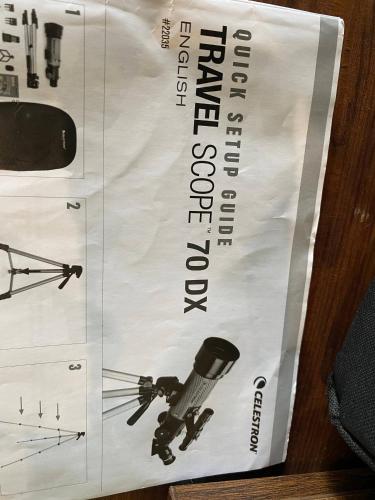 QUICK SETUP GUIDE
TRAVEL SCOPE™ 70 DX
ENGLISH
#22035
CELESTRON®
1
2
3